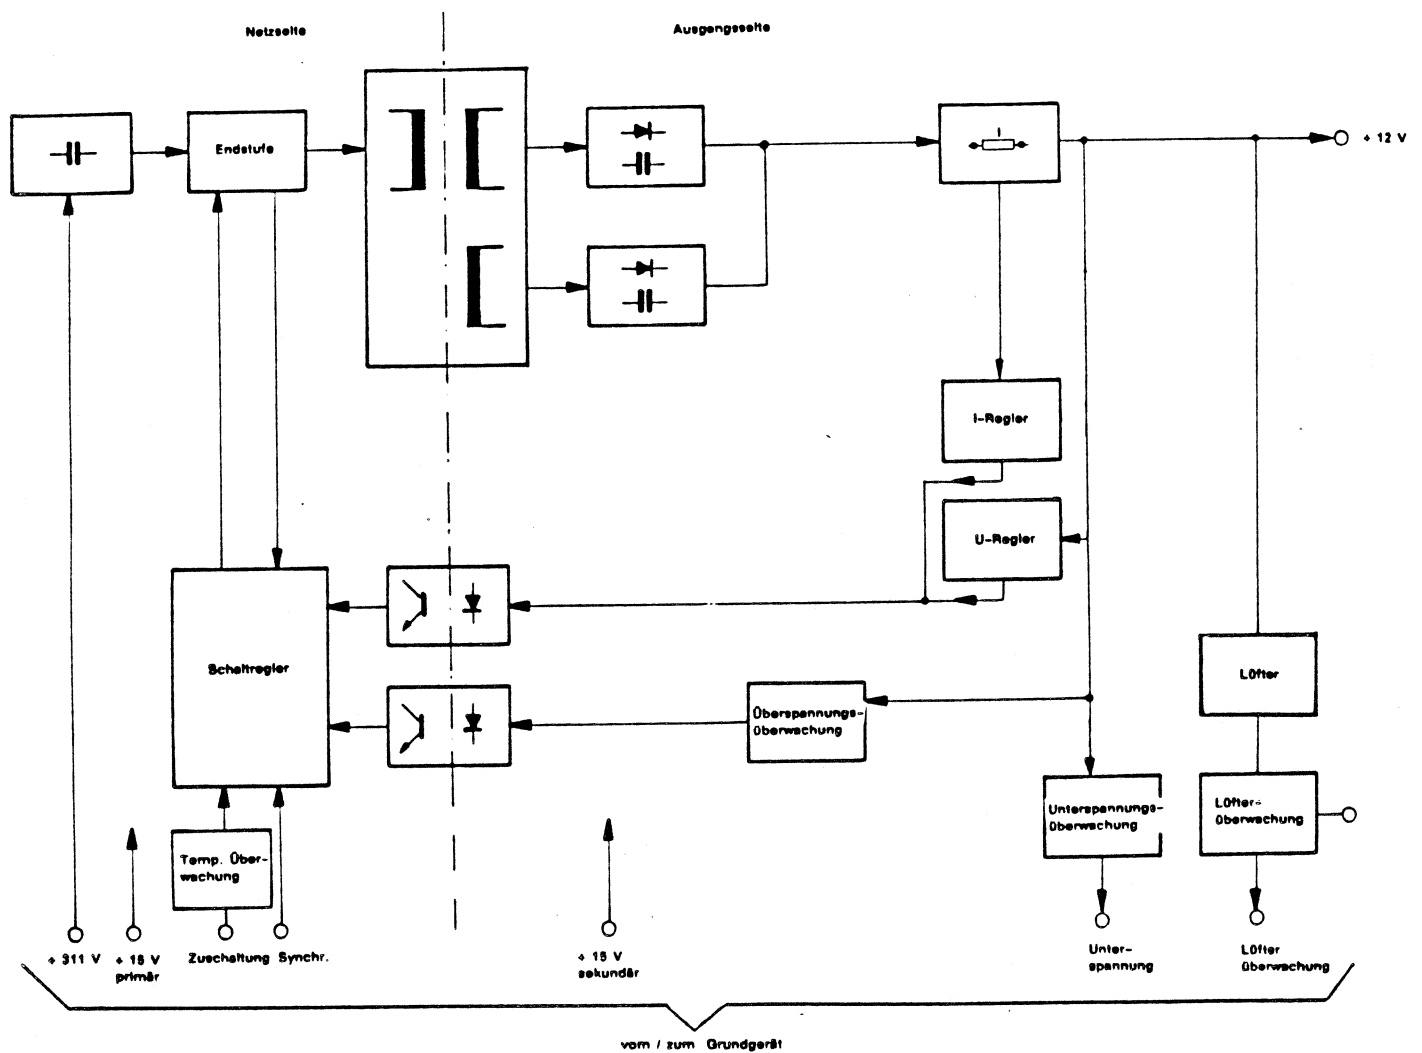 Netzseite
Ausgangsseite
Endstufe
I
+ 12 V
I-Regler
U-Regler
Schaltregler
Lüfter
Überspannungs-
überwachung
Unterspannungs-
überwachung
Lüfter-
überwachung
Temp. Über-
wachung
+ 311 V
+ 15 V
primär
Zuschaltung
Synchr.
+ 15 V
sekundär
Unter-
spannung
Lüfter
überwachung
vom / zum Grundgerät